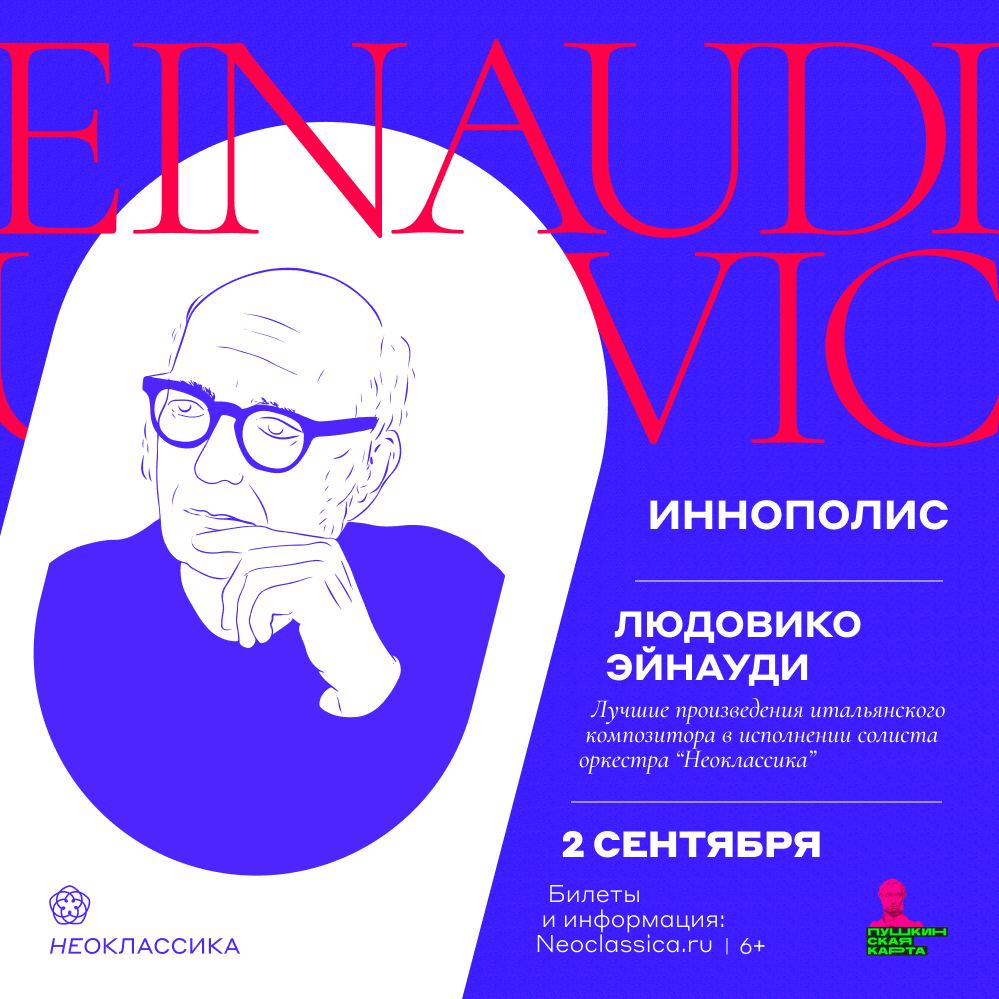 EINAUDI
VIC
ИННОПОЛИС
ЛЮДОВИКО
ЭЙНАУДИ
Лучшие произведения итальянского
композитора в исполнении солиста
оркестра “Неоклассика”
2 СЕНТЯБРЯ
Билеты
и информация:
Neoclassica.ru | 6+
НЕОКЛАССИКА
ПУШКИН
СКАЯ
КАРТА